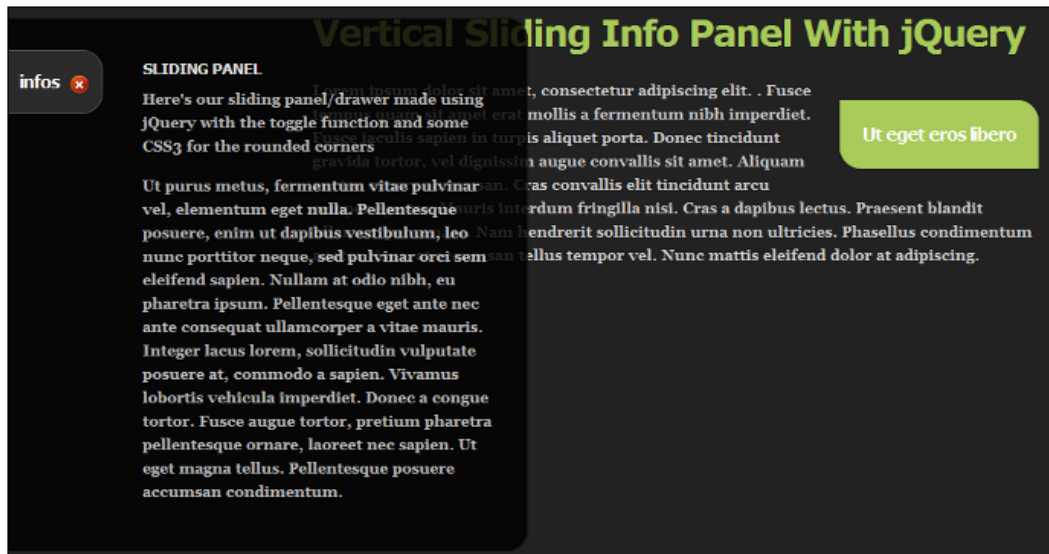 Vertical Sliding Info Panel With jQuery
infos
SLIDING PANEL
Here's our sliding panel/drawer made using
jQuery with the toggle function and some
CSS3 for the rounded corners
Ut purus metus, fermentum vitae pulvinar
vel, elementum eget nulla. Pellentesque
posuere, enim ut dapibus vestibulum, leo
nunc porttitor neque, sed pulvinar orci sem
eleifend sapien. Nullam at odio nibh, eu
pharetra ipsum. Pellentesque eget ante nec
ante consequat ullamcorper a vitae mauris.
Integer lacus lorem, sollicitudin vulputate
posuere at, commodo a sapien. Vivamus
lobortis vehicula imperdiet. Donec a congue
tortor. Fusce augue tortor, pretium pharetra
pellentesque ornare, laoreet nec sapien. Ut
eget magna tellus. Pellentesque posuere
accumsan condimentum.
Lorem ipsum dolor sit amet, consectetur adipiscing elit. . Fusce
tempus quam sit amet erat mollis a fermentum nibh imperdiet.
Fusce iaculis sapien in turpis aliquet porta. Donec tincidunt
gravida tortor, vel dignissim augue convallis sit amet. Aliquam
Cras convallis elit tincidunt arcu
Mauris interdum fringilla nisi. Cras a dapibus lectus. Praesent blandit
Nam hendrerit sollicitudin urna non ultricies. Phasellus condimentum
tellus tempor vel. Nunc mattis eleifend dolor at adipiscing.
Ut eget eros libero